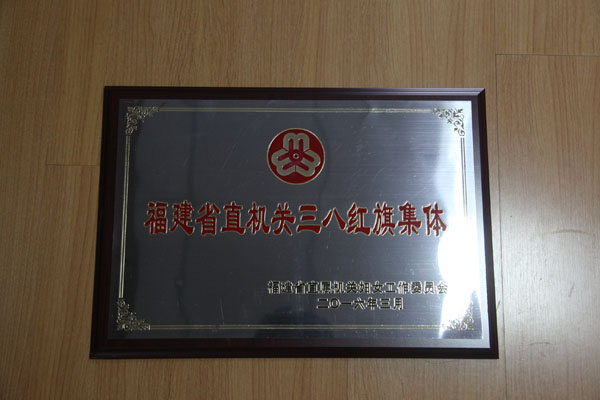 福建省直机关三八红旗集体
福建省直属机关妇女工作委员会
二〇一六年三月